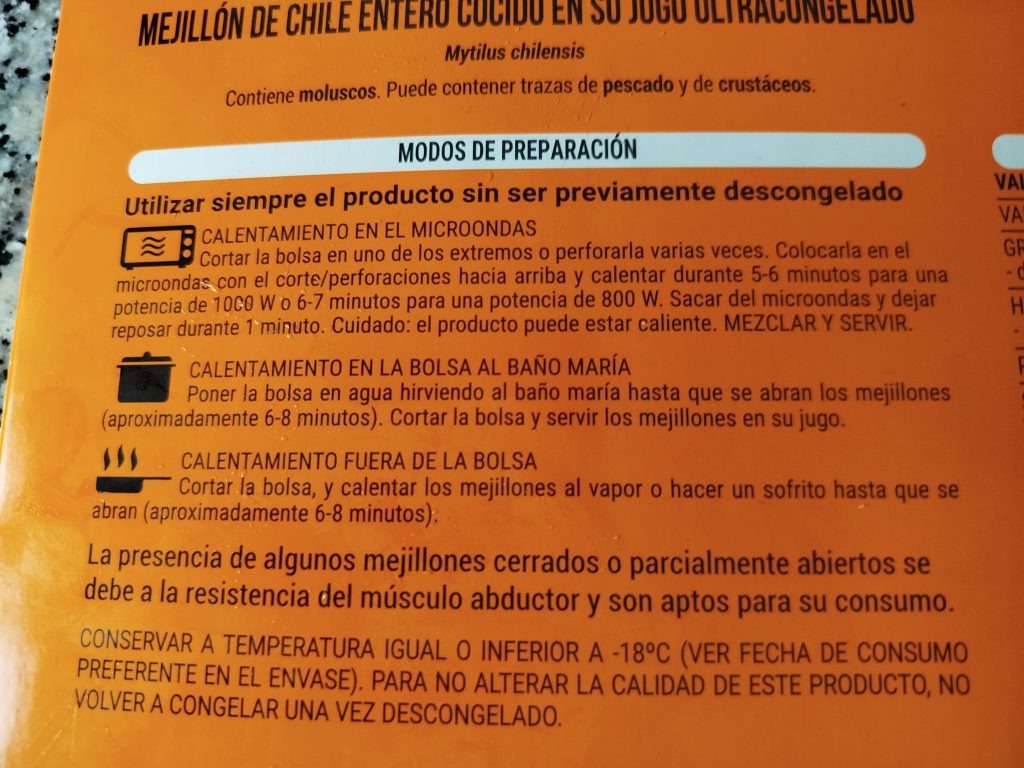 MEJILLÓN DE CHILE ENTERO COCIDO EN SU JUGO ULTRACONGELADO
Mytilus chilensis
Contiene moluscos. Puede contener trazas de pescado y de crustáceos.
MODOS DE PREPARACIÓN
Utilizar siempre el producto sin ser previamente descongelado
CALENTAMIENTO EN EL MICROONDAS
Cortar la bolsa en uno de los extremos o perforarla varias veces. Colocarla en el
microondas con el corte/perforaciones hacia arriba y calentar durante 5-6 minutos para una
potencia de 1000 W o 6-7 minutos para una potencia de 800 W. Sacar del microondas y dejar
reposar durante 1 minuto. Cuidado: el producto puede estar caliente. MEZCLAR Y SERVIR.
CALENTAMIENTO EN LA BOLSA AL BAÑO MARÍA
Poner la bolsa en agua hirviendo al baño maría hasta que se abran los mejillones
(aproximadamente 6-8 minutos). Cortar la bolsa y servir los mejillones en su jugo.
CALENTAMIENTO FUERA DE LA BOLSA
Cortar la bolsa, y calentar los mejillones al vapor o hacer un sofrito hasta que se
abran (aproximadamente 6-8 minutos).
La presencia de algunos mejillones cerrados o parcialmente abiertos se
debe a la resistencia del músculo abductor y son aptos para su consumo.
CONSERVAR A TEMPERATURA IGUAL O INFERIOR A -18ºC (VER FECHA DE CONSUMO
PREFERENTE EN EL ENVASE). PARA NO ALTERAR LA CALIDAD DE ESTE PRODUCTO, NO
VOLVER A CONGELAR UNA VEZ DESCONGELADO.